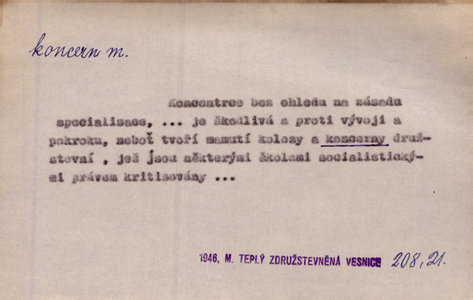 koncern m.
Koncentrce bez ohledu na zásadu
specialisace, ... je škodlivá a proti vývoji a
pokroku, neboť tvoří mamutí kolosy a koncerny druž-
stevní , jež jsou některými školami socialistický-
mi právem kritisovány ...
1946, M. TEPLÝ ZDRUŽSTEVNĚNÁ VESNICE 208,21.